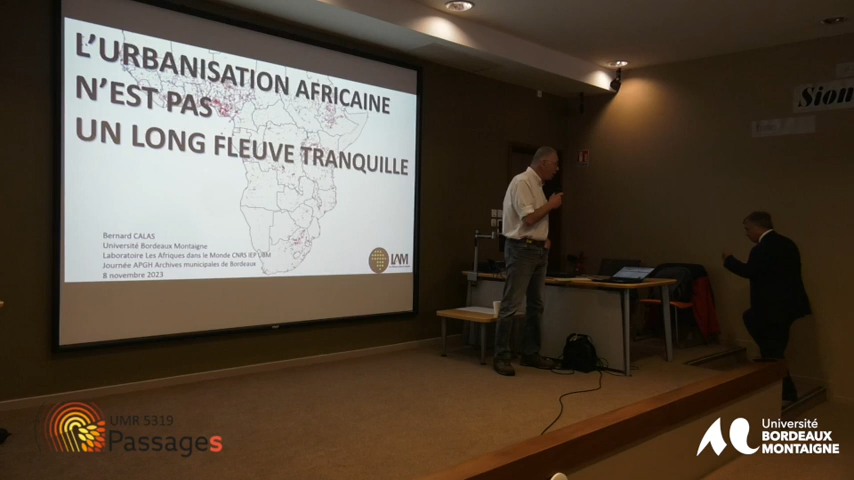 L'URBANISATION AFRICAINE
N'EST PAS
UN LONG FLEUVE TRANQUILLE
Bernard CALAS
Université Bordeaux Montaigne
Laboratoire Les Afriques dans le Monde CNRS IEP UBM
Journée APGH Archives municipales de Bordeaux
8 novembre 2023
LAM
Sion
UMR 5319
Passages
Université
BORDEAUX
MONTAIGNE